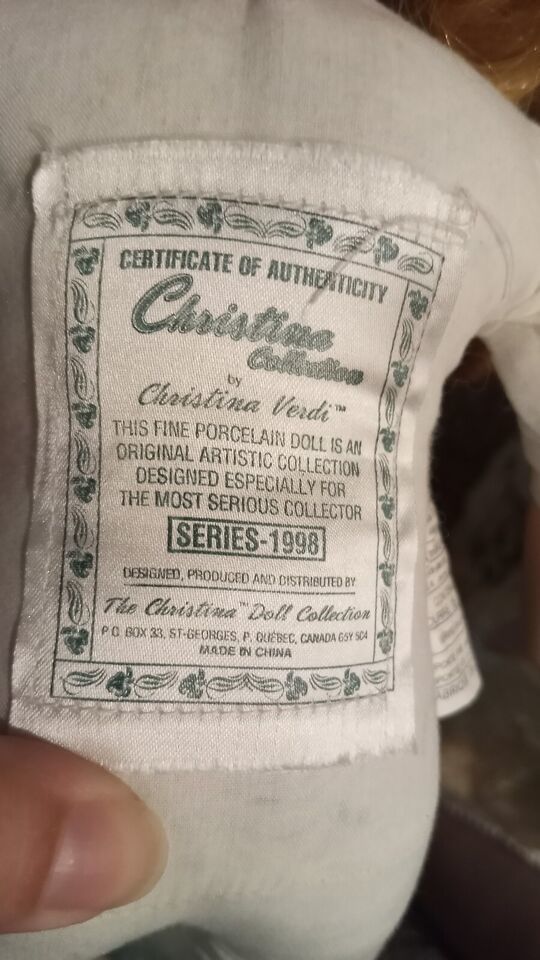 CERTIFICATE OF AUTHENTICITY
Christina
Collection
by
Christina Verdi™
THIS FINE PORCELAIN DOLL IS AN
ORIGINAL ARTISTIC COLLECTION
DESIGNED ESPECIALLY FOR
THE MOST SERIOUS COLLECTOR
SERIES-1998
DESIGNED, PRODUCED AND DISTRIBUTED BY
The Christina™ Doll Collection
P.O. BOX 33, ST-GEORGES, P. QUÉBEC, CANADA G5Y 5C4
MADE IN CHINA